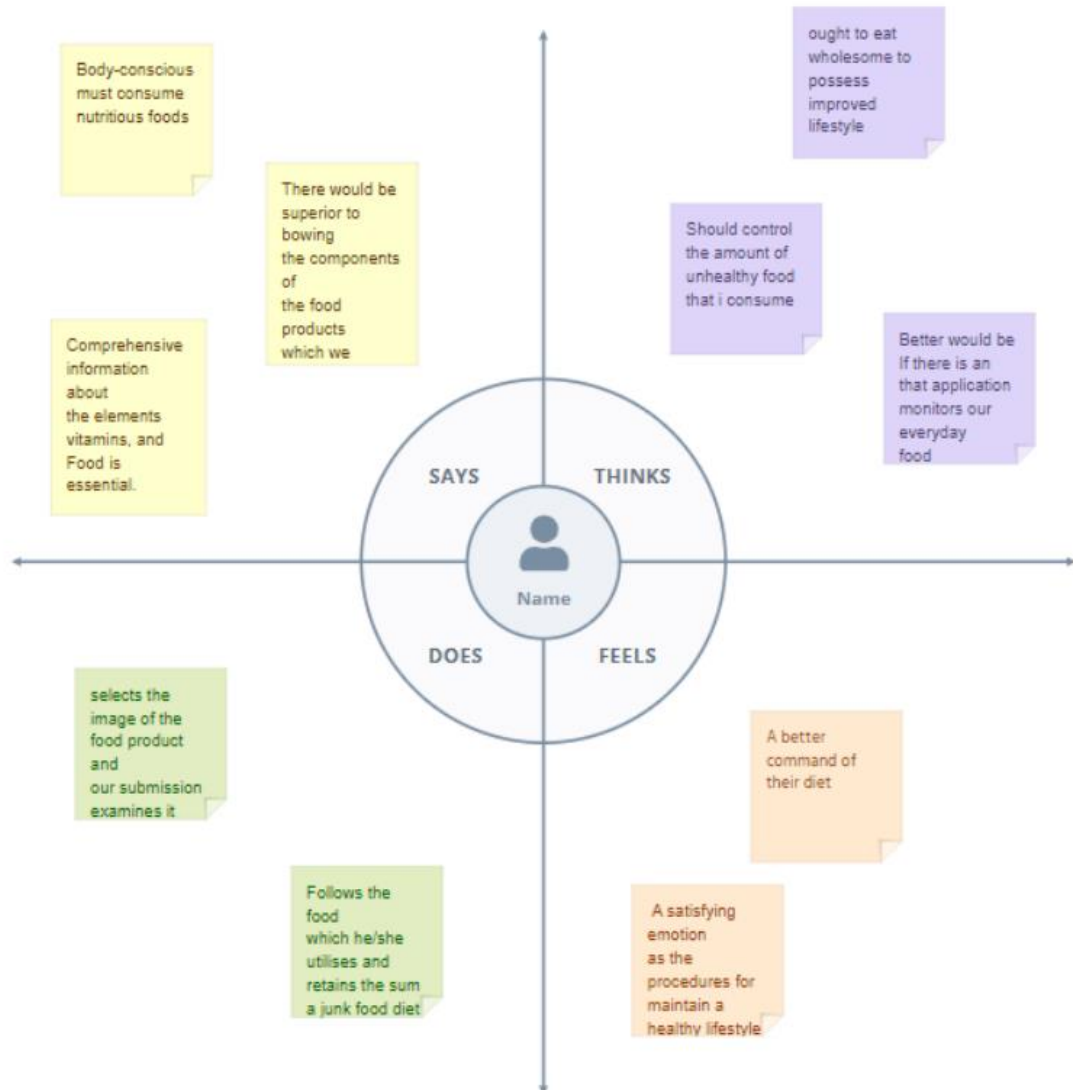 Body-conscious
must consume
nutritious foods
There would be
superior to
bowing
the components
of
the food
products
which we
Comprehensive
information
about
the elements
vitamins, and
Food is
essential.
ought to eat
wholesome to
possess
improved
lifestyle
Should control
the amount of
unhealthy food
that i consume
Better would be
If there is an
that application
monitors our
everyday
food
SAYS
THINKS
Name
DOES
FEELS
selects the
image of the
food product
and
our submission
examines it
Follows the
food
which he/she
utilises and
retains the sum
a junk food diet
A better
command of
their diet
A satisfying
emotion
as the
procedures for
maintain a
healthy lifestyle